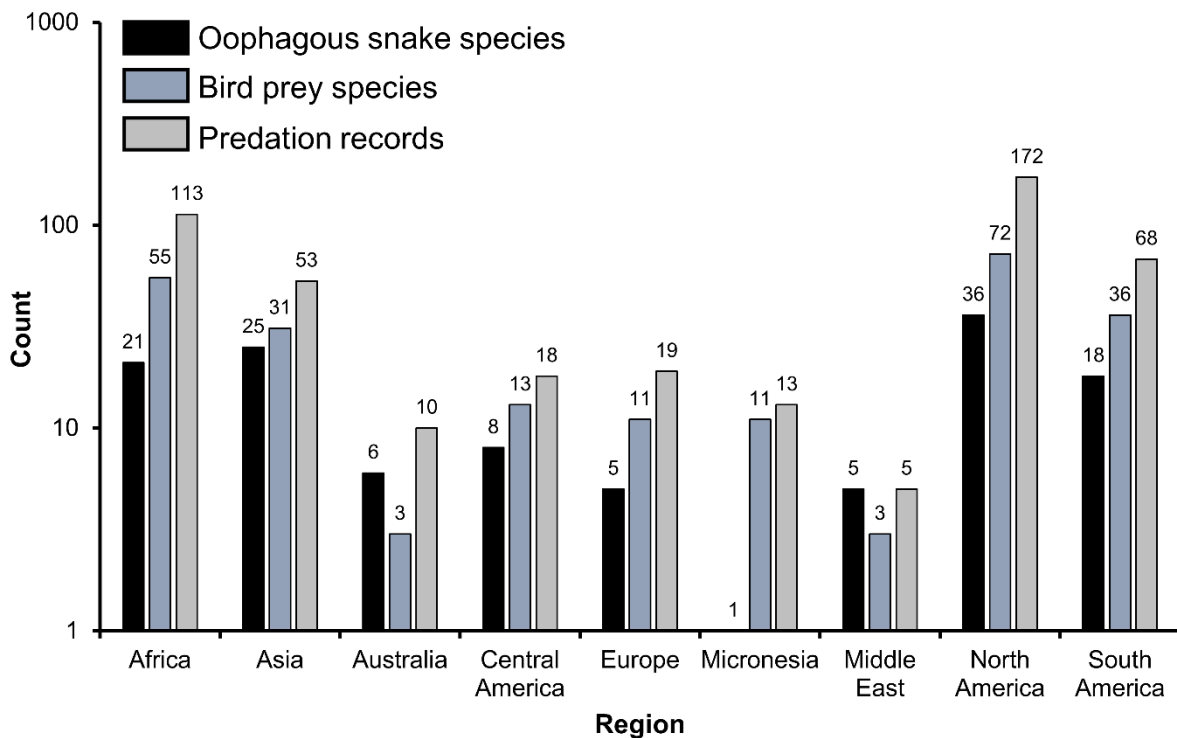 1000
Oophagous snake species
Bird prey species
Predation records
172
113
100
72
68
55
53
36
36
31
25
21
19
18
18
13
13
11
11
10
10
8
6
5
5
5
3
3
1
1
Africa
Asia
Australia
Central
America
Europe
Micronesia
Middle
East
North
America
South
America
Count
Region